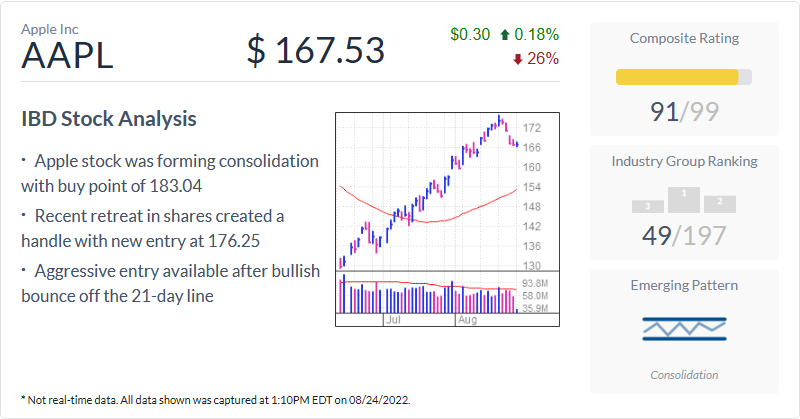 Apple Inc
AAPL
$ 167.53
$0.30 0.18%
26%
IBD Stock Analysis
· Apple stock was forming consolidation
with buy point of 183.04
· Recent retreat in shares created a
handle with new entry at 176.25
· Aggressive entry available after bullish
bounce off the 21-day line
172
166
160
154
148
142
136
130
93.8M
58.0M
35.9M
Jul Aug
Composite Rating
91/99
Industry Group Ranking
3 1 2
49/197
Emerging Pattern
Consolidation
* Not real-time data. All data shown was captured at 1:10PM EDT on 08/24/2022.